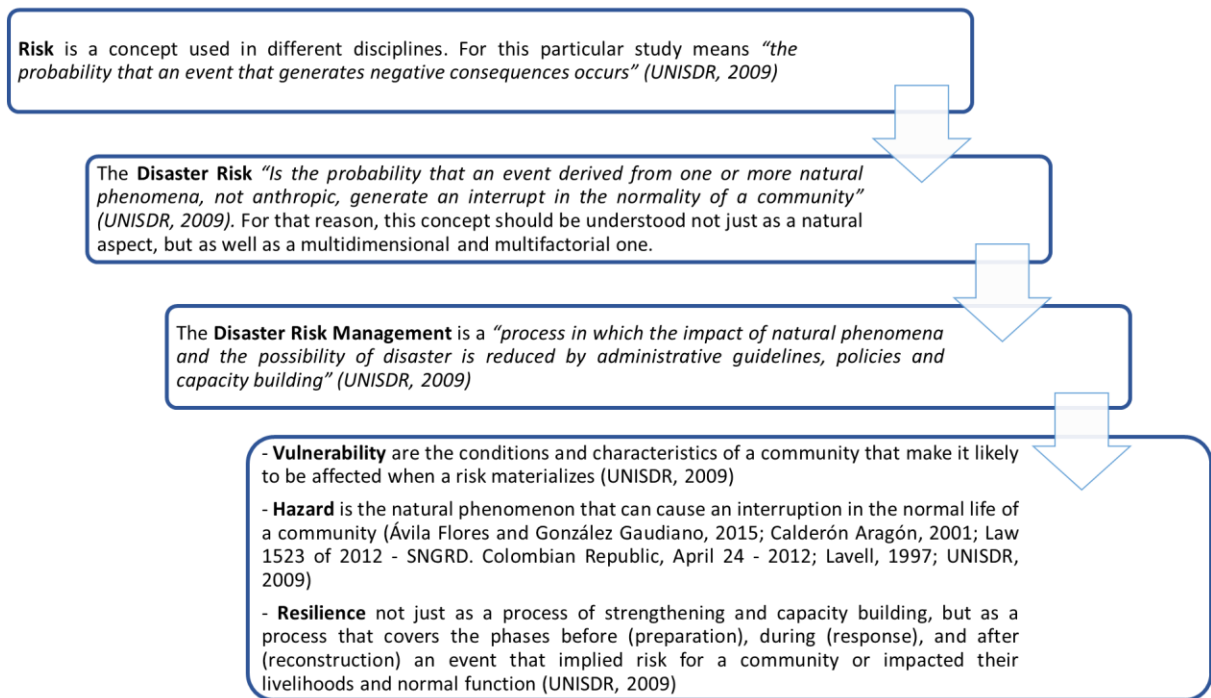 Risk is a concept used in different disciplines. For this particular study means “the
probability that an event that generates negative consequences occurs” (UNISDR, 2009)
The Disaster Risk “Is the probability that an event derived from one or more natural
phenomena, not anthropic, generate an interrupt in the normality of a community”
(UNISDR, 2009). For that reason, this concept should be understood not just as a natural
aspect, but as well as a multidimensional and multifactorial one.
The Disaster Risk Management is a “process in which the impact of natural phenomena
and the possibility of disaster is reduced by administrative guidelines, policies and
capacity building” (UNISDR, 2009)
- Vulnerability are the conditions and characteristics of a community that make it likely
to be affected when a risk materializes (UNISDR, 2009)
- Hazard is the natural phenomenon that can cause an interruption in the normal life of
a community (Ávila Flores and González Gaudiano, 2015; Calderón Aragón, 2001; Law
1523 of 2012 - SNGRD. Colombian Republic, April 24 - 2012; Lavell, 1997; UNISDR,
2009)
- Resilience not just as a process of strengthening and capacity building, but as a
process that covers the phases before (preparation), during (response), and after
(reconstruction) an event that implied risk for a community or impacted their
livelihoods and normal function (UNISDR, 2009)